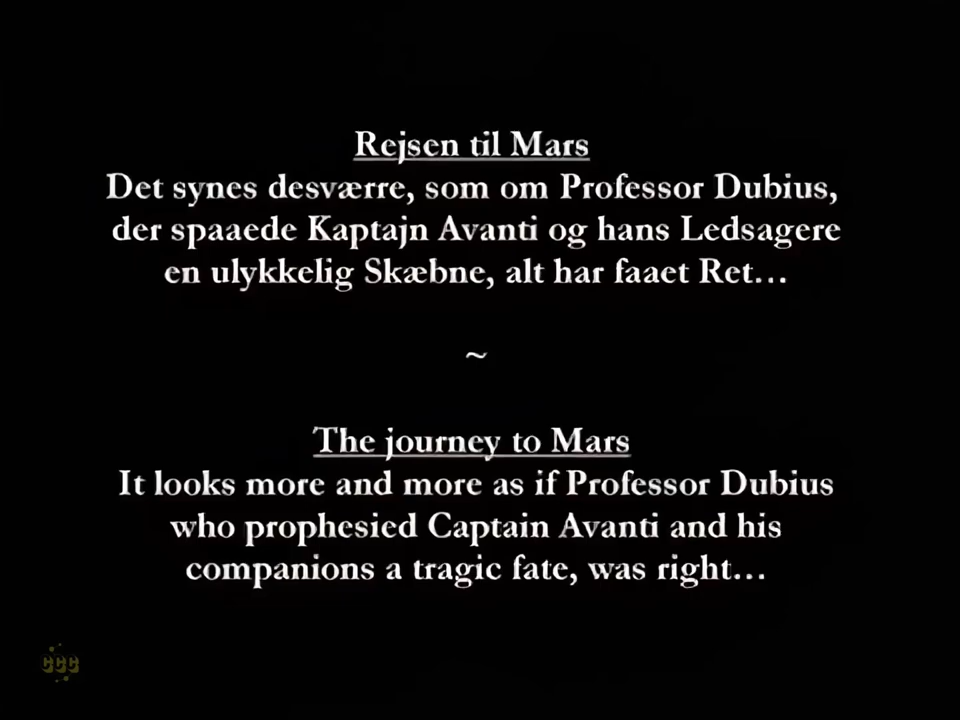 Rejsen til Mars
Det synes desværre, som om Professor Dubius,
der spaaede Kaptajn Avanti og hans Ledsagere
en ulykkelig Skæbne, alt har faaet Ret...
~
The journey to Mars
It looks more and more as if Professor Dubius
who prophesied Captain Avanti and his
companions a tragic fate, was right...
CCC